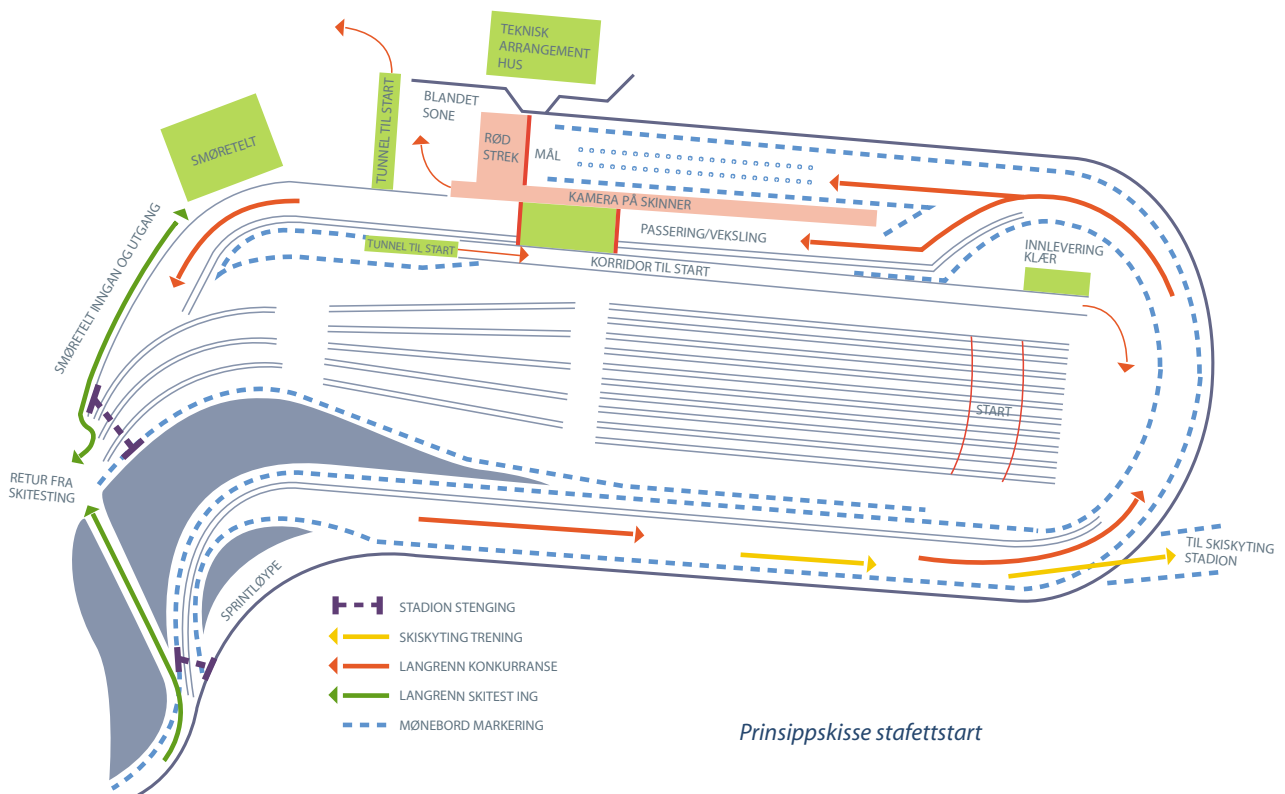 TEKNISK
ARRANGEMENT
HUS
TUNNEL TIL START
BLANDET
SONE
SMØRETELT
RØD
STREK
MÅL
KAMERA PÅ SKINNER
PASSERING/VEKSLING
TUNNEL TIL START
KORRIDOR TIL START
INNLEVERING
KLÆR
SMØRETELT INNGAN OG UTGANG
START
RETUR FRA
SKITESTING
TIL SKISKYTING
STADION
SPRINTLØYPE
STADION STENGING
SKISKYTING TRENING
LANGRENN KONKURRANSE
LANGRENN SKITEST ING
MØNEBORD MARKERING
Prinsippskisse stafettstart